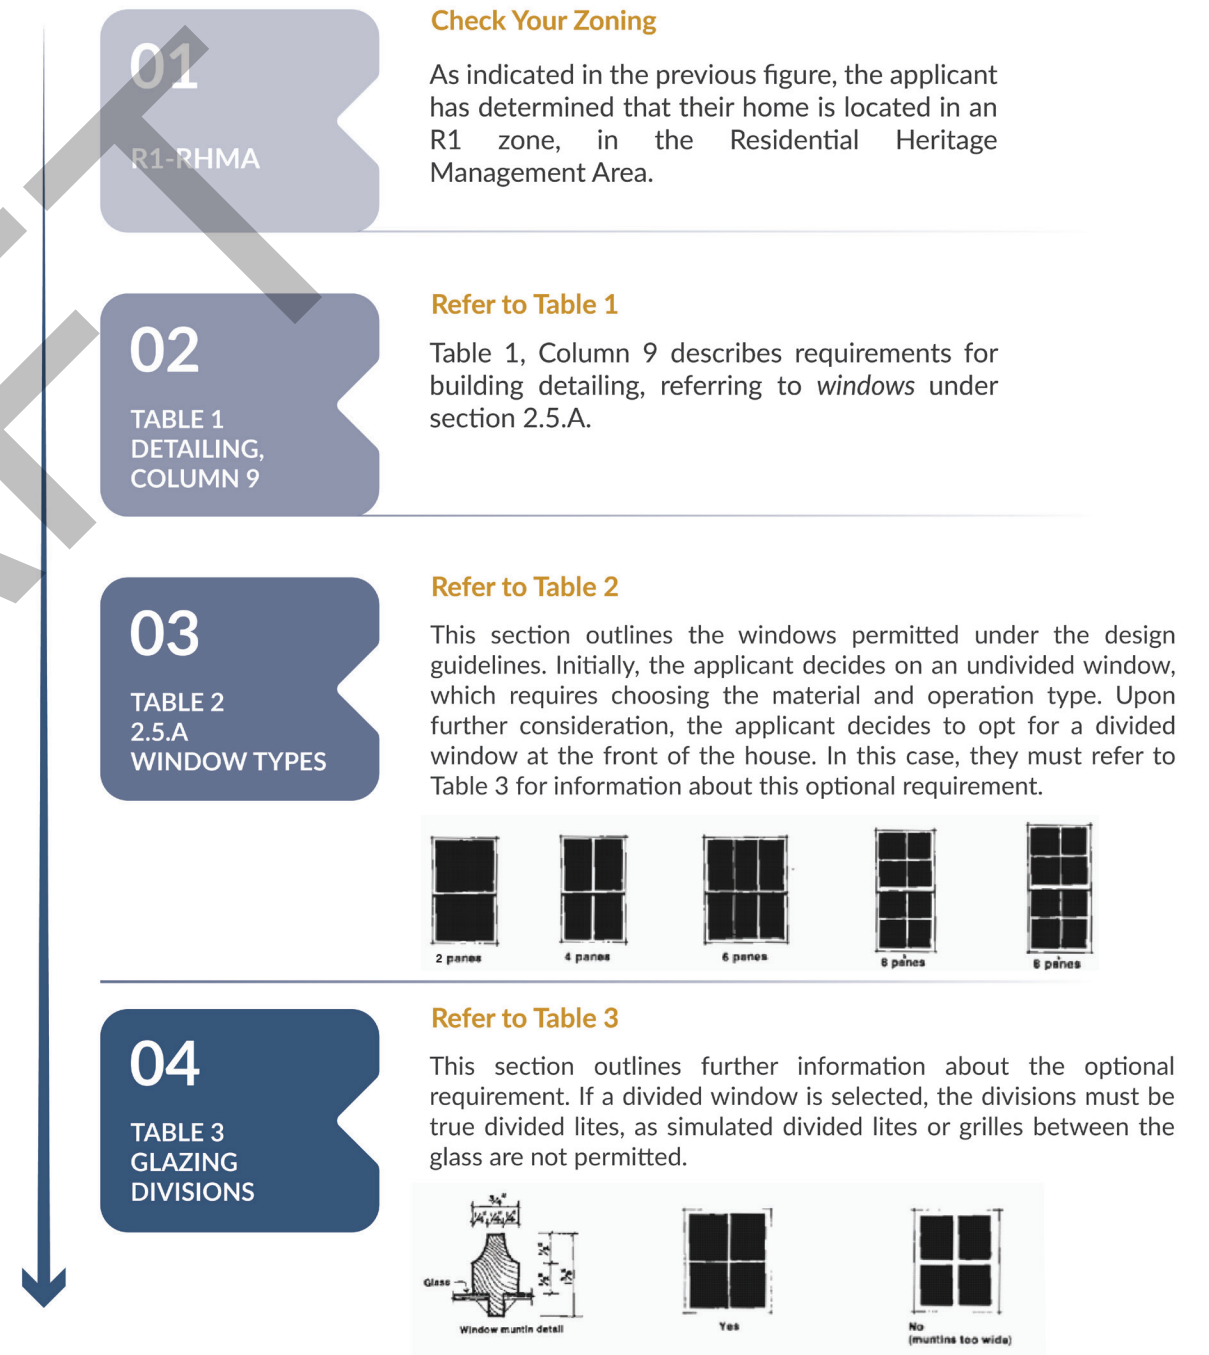 01
R1-RHMA
Check Your Zoning
As indicated in the previous figure, the applicant
has determined that their home is located in an
R1 zone, in the Residential Heritage
Management Area.
02
TABLE 1
DETAILING,
COLUMN 9
Refer to Table 1
Table 1, Column 9 describes requirements for
building detailing, referring to windows under
section 2.5.A.
03
TABLE 2
2.5.A
WINDOW TYPES
Refer to Table 2
This section outlines the windows permitted under the design
guidelines. Initially, the applicant decides on an undivided window,
which requires choosing the material and operation type. Upon
further consideration, the applicant decides to opt for a divided
window at the front of the house. In this case, they must refer to
Table 3 for information about this optional requirement.
2 panes
4 panes
6 panes
8 panes
8 panes
04
TABLE 3
GLAZING
DIVISIONS
Refer to Table 3
This section outlines further information about the optional
requirement. If a divided window is selected, the divisions must be
true divided lites, as simulated divided lites or grilles between the
glass are not permitted.
3/4"
1/4" 1/4" 1/4"
Glass
Window muntin detail
Yes
No
(muntins too wide)